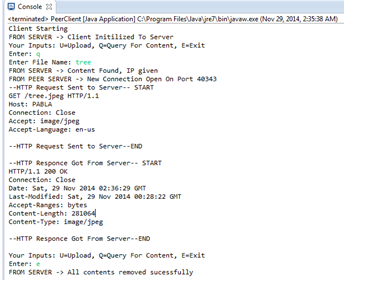 Console
<terminated> PeerClient [Java Application] C:\Program Files\Java\jre7\bin\javaw.exe (Nov 29, 2014, 2:35:38 AM)
Client Starting
FROM SERVER -> Client Initilized To Server
Your Inputs: U=Upload, Q=Query For Content, E=Exit
Enter: q
Enter File Name: tree
FROM SERVER -> Content Found, IP given
FROM PEER SERVER -> New Connection Open On Port 40343
--HTTP Request Sent to Server-- START
GET /tree.jpeg HTTP/1.1
Host: PABLA
Connection: Close
Accept: image/jpeg
Accept-Language: en-us
--HTTP Request Sent to Server--END
--HTTP Responce Got From Server-- START
HTTP/1.1 200 OK
Connection: Close
Date: Sat, 29 Nov 2014 02:36:29 GMT
Last-Modified: Sat, 29 Nov 2014 00:28:22 GMT
Accept-Ranges: bytes
Content-Length: 281064
Content-Type: image/jpeg
--HTTP Responce Got From Server--END
Your Inputs: U=Upload, Q=Query For Content, E=Exit
Enter: e
FROM SERVER -> All contents removed sucessfully